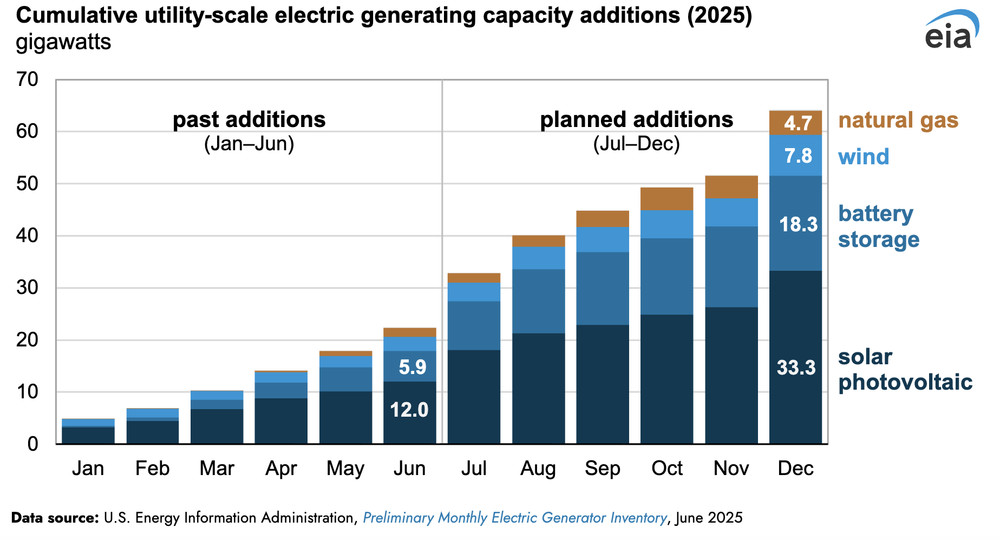 Cumulative utility-scale electric generating capacity additions (2025)
gigawatts
eia
70
60
50
40
30
20
10
0
past additions
(Jan–Jun)
planned additions
(Jul–Dec)
5.9
12.0
4.7
7.8
18.3
33.3
natural gas
wind
battery
storage
solar
photovoltaic
Jan Feb Mar Apr May Jun Jul Aug Sep Oct Nov Dec
Data source: U.S. Energy Information Administration, Preliminary Monthly Electric Generator Inventory, June 2025